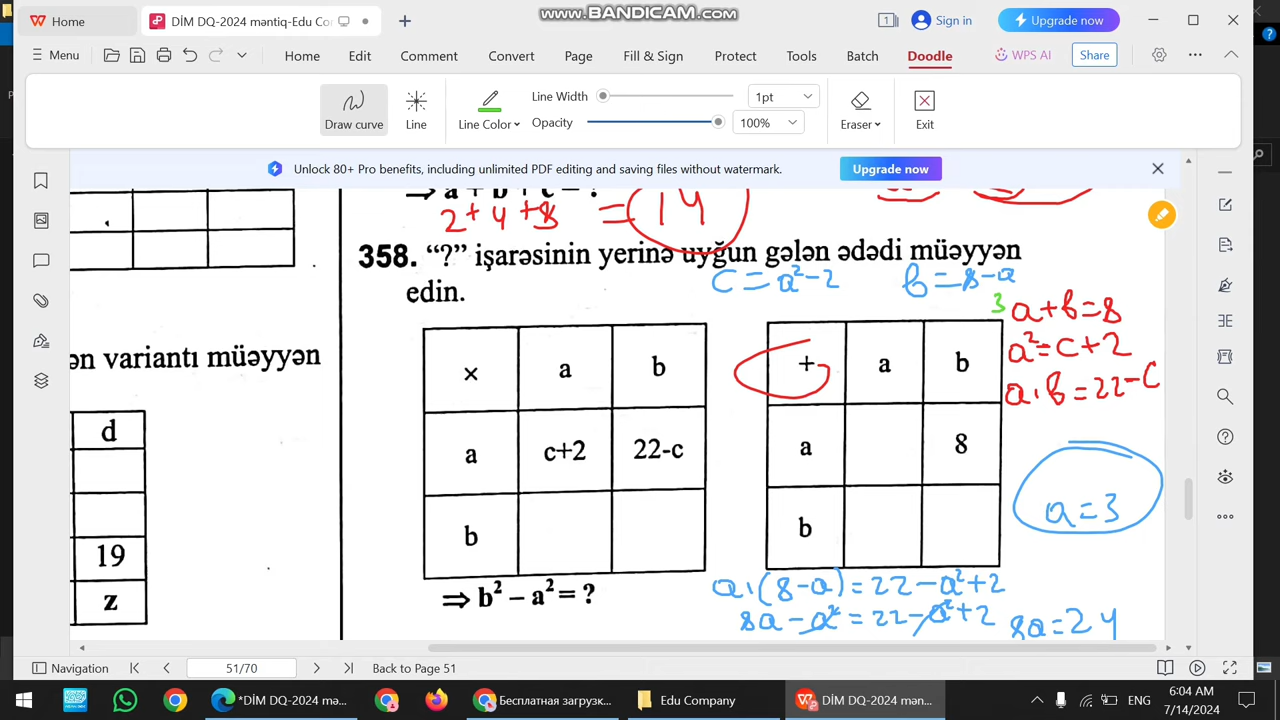 Home
DİM DQ-2024 mantiq-Edu Co
www.BANDICAM.com
Sign in
Upgrade now
Menu
Home Edit Comment Convert Page Fill & Sign Protect Tools Batch Doodle
WPS AI
Share
Draw curve
Line
Line Color
Line Width
1pt
Opacity
100%
Eraser
Exit
Unlock 80+ Pro benefits, including unlimited PDF editing and saving files without watermark.
Upgrade now
2+4+8 = 14
358. “?” işarəsinin yerinə uyğun gələn ədədi müəyyən
edin.
c=a²-2 b=8-a
ən variantı müəyyən
d
19
z
× a b
a c+2 22-c
b
⇒ b² – a² = ?
+ a b
a 8
b
3
a+b=8
a²=c+2
a·b=22-c
a=3
a·(8-a)=22-a²+2
8a-a²=22-a²+2
8a=24
Navigation
51/70
Back to Page 51
*DİM DQ-2024 mə...
Бесплатная загрузк...
Edu Company
DİM DQ-2024 mən...
ENG
6:04 AM
7/14/2024